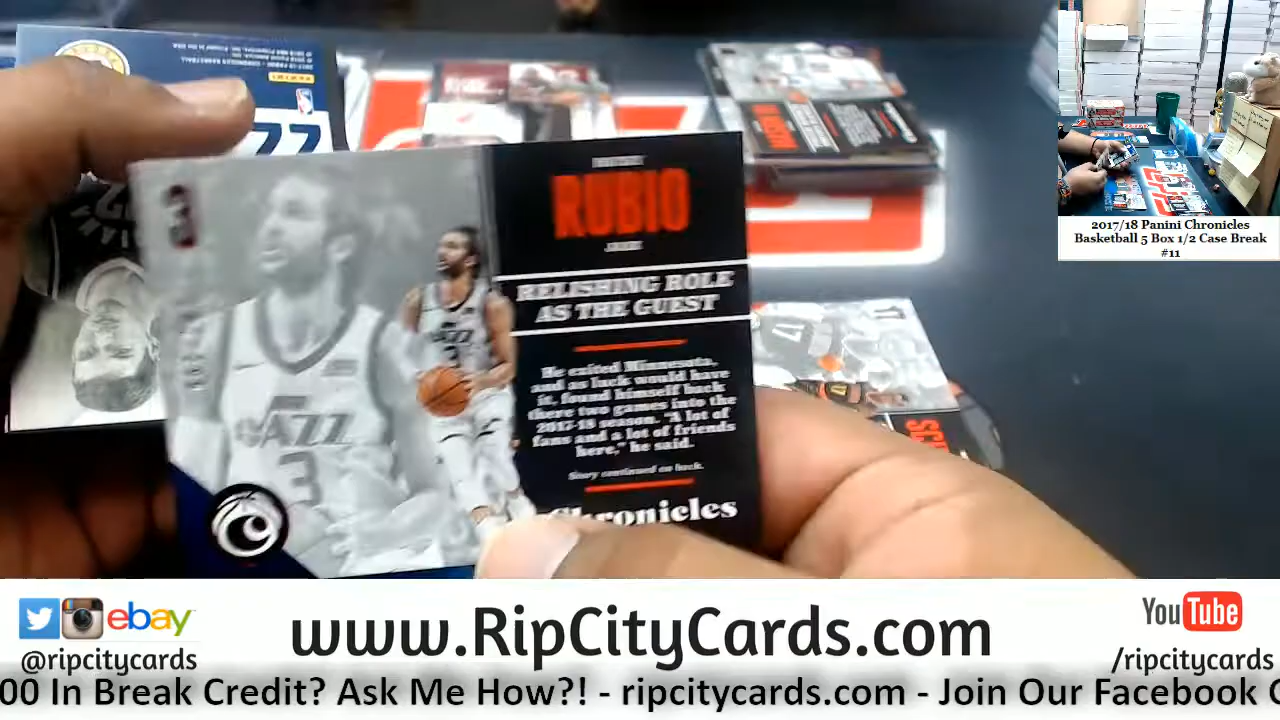 RUBIO
JAZZ
RELISHING ROLE
AS THE GUEST
He exited Minnesota,
and as luck would have
it, found himself back
there two games into the
2017-18 season. "A lot of
fans and a lot of friends
here," he said.
Story continued on back.
Chronicles
3
JAZZ
3
PANINI
2017/18 Panini Chronicles
Basketball 5 Box 1/2 Case Break
#11
ebay
@ripcitycards
www.RipCityCards.com
YouTube
/ripcitycards
00 In Break Credit? Ask Me How?! - ripcitycards.com - Join Our Facebook